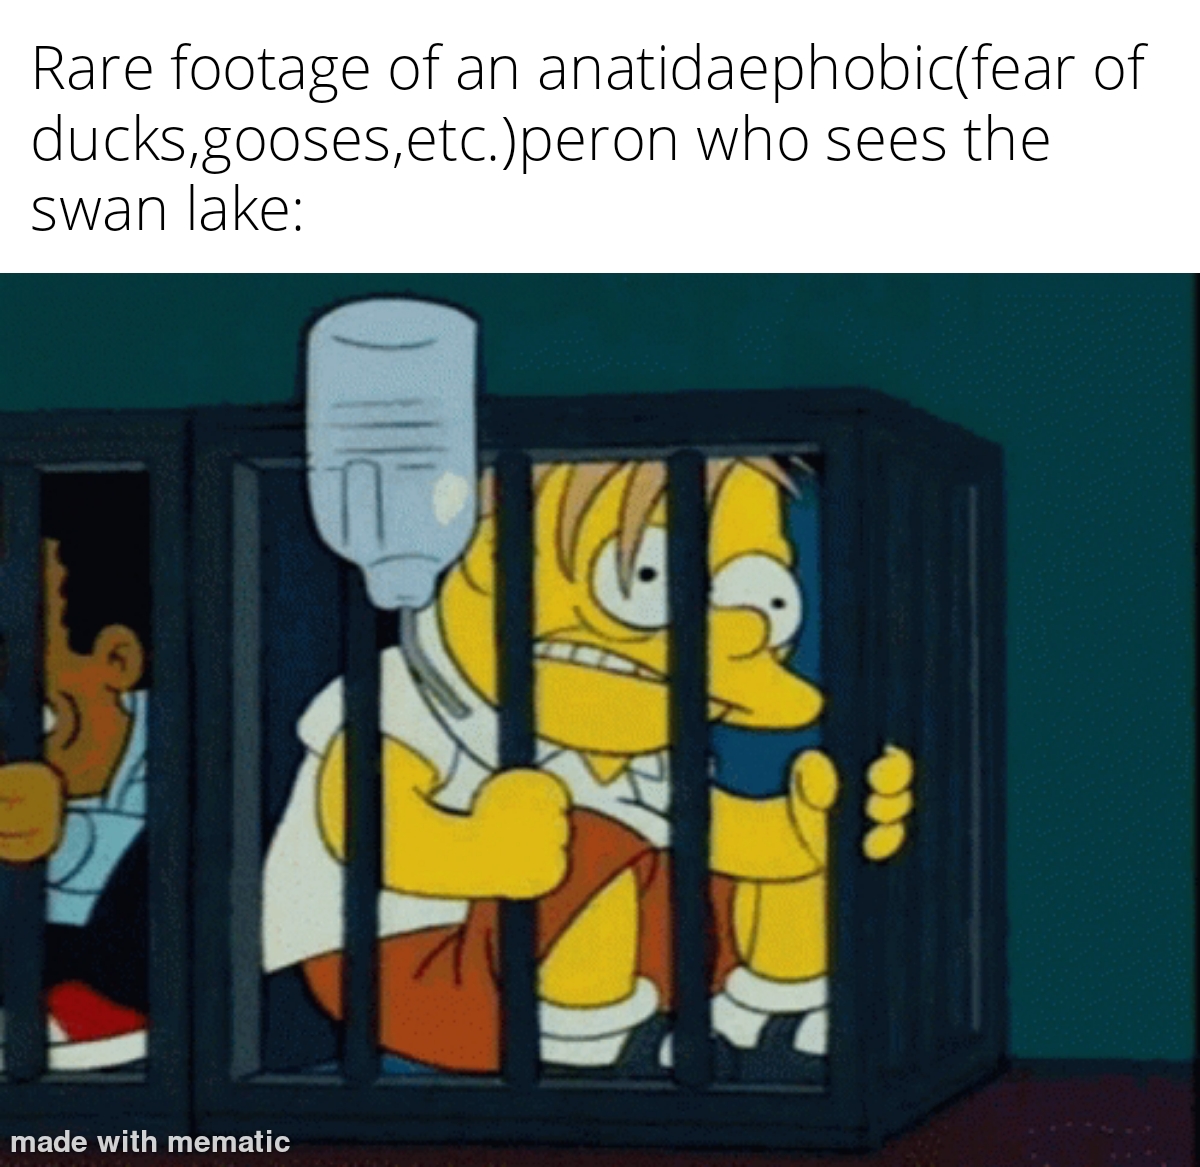 Rare footage of an anatidaephobic(fear of
ducks,gooses,etc.)peron who sees the
swan lake:
made with mematic